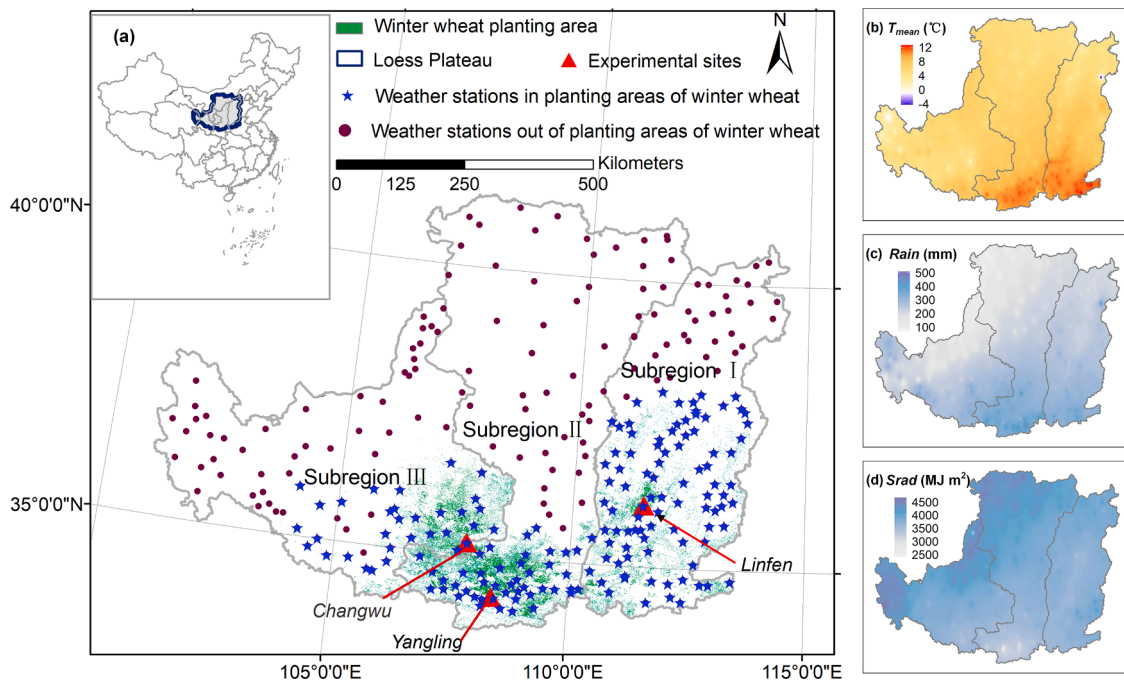 (a)
N
Winter wheat planting area
Loess Plateau
Experimental sites
Weather stations in planting areas of winter wheat
Weather stations out of planting areas of winter wheat
Kilometers
0 125 250 500
40°0'0"N
35°0'0"N
Subregion Ⅰ
Subregion Ⅱ
Subregion Ⅲ
Linfen
Changwu
Yangling
105°0'0"E 110°0'0"E 115°0'0"E
(b) Tmean (℃)
12
8
4
0
-4
(c) Rain (mm)
500
400
300
200
100
(d) Srad (MJ m²)
4500
4000
3500
3000
2500